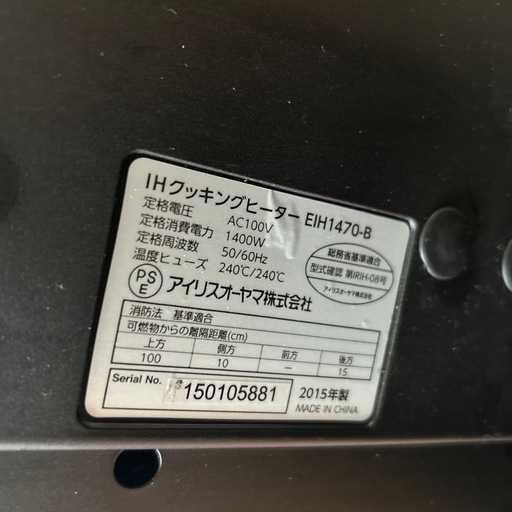 IHクッキングヒーター EIH1470-B
定格電圧 AC100V
定格消費電力 1400W
定格周波数 50/60Hz
温度ヒューズ 240℃/240℃
総務省基準適合
型式確認 第IRIH-08号
アイリスオーヤマ株式会社
PS
E
アイリスオーヤマ株式会社
消防法 基準適合
可燃物からの離隔距離(cm)
上方 側方 前方 後方
100 10 — 15
Serial No. 150105881
2015年製
MADE IN CHINA